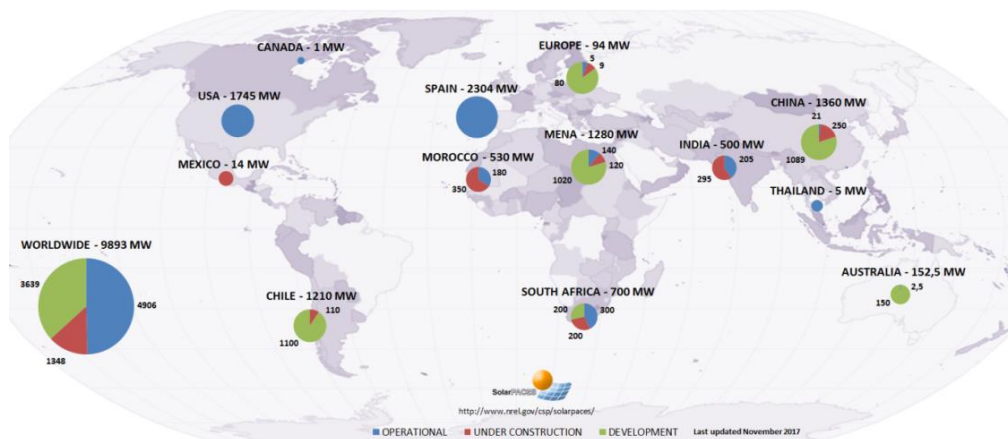 CANADA - 1 MW
EUROPE - 94 MW
5
9
80
USA - 1745 MW
SPAIN - 2304 MW
CHINA - 1360 MW
21
250
1089
MENA - 1280 MW
140
120
1020
INDIA - 500 MW
205
295
MEXICO - 14 MW
MOROCCO - 530 MW
180
350
THAILAND - 5 MW
WORLDWIDE - 9893 MW
3639
4906
1348
CHILE - 1210 MW
110
1100
SOUTH AFRICA - 700 MW
200
300
200
AUSTRALIA - 152,5 MW
2,5
150
SolarPACES
http://www.nrel.gov/csp/solarpaces/
OPERATIONAL UNDER CONSTRUCTION DEVELOPMENT Last updated November 2017